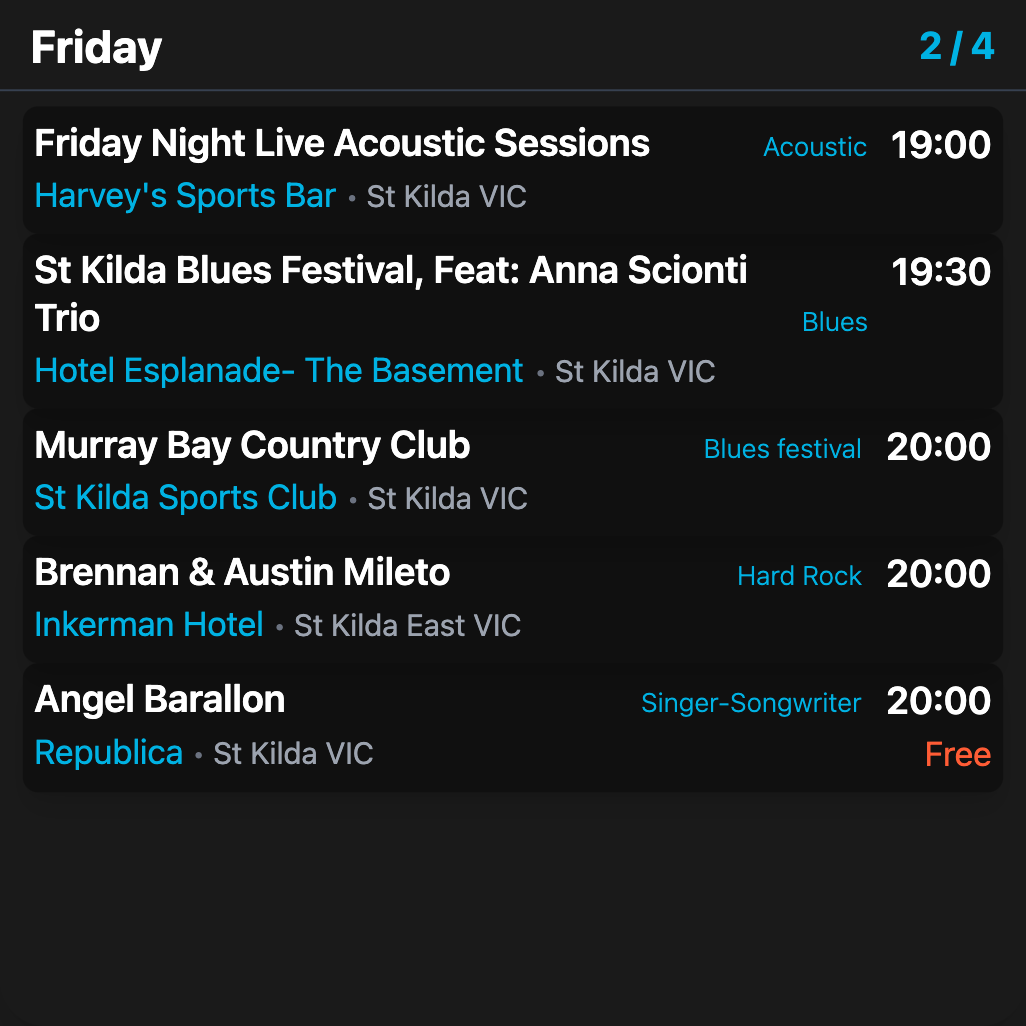 Friday 2 / 4
Friday Night Live Acoustic Sessions Acoustic 19:00
Harvey's Sports Bar • St Kilda VIC
St Kilda Blues Festival, Feat: Anna Scionti 19:30
Trio Blues
Hotel Esplanade- The Basement • St Kilda VIC
Murray Bay Country Club Blues festival 20:00
St Kilda Sports Club • St Kilda VIC
Brennan & Austin Mileto Hard Rock 20:00
Inkerman Hotel • St Kilda East VIC
Angel Barallon Singer-Songwriter 20:00
Republica • St Kilda VIC Free